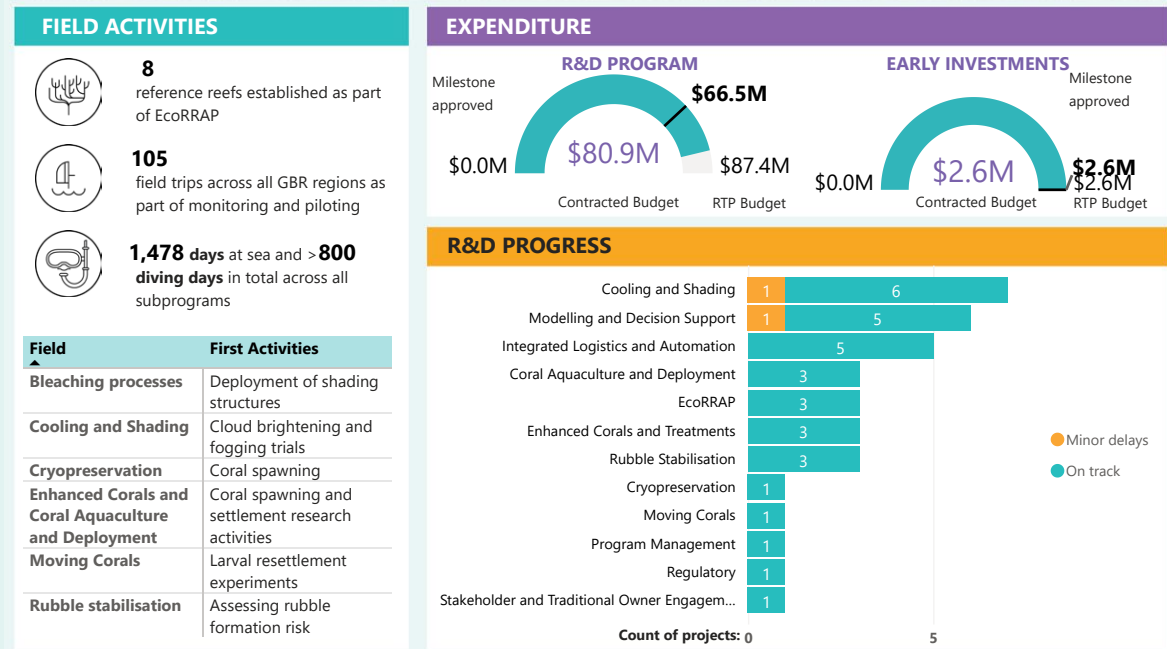 FIELD ACTIVITIES
8
reference reefs established as part
of EcoRRAP
105
field trips across all GBR regions as
part of monitoring and piloting
1,478 days at sea and >800
diving days in total across all
subprograms
Field First Activities
Bleaching processes Deployment of shading
structures
Cooling and Shading Cloud brightening and
fogging trials
Cryopreservation Coral spawning
Enhanced Corals and Coral spawning and
Coral Aquaculture settlement research
and Deployment activities
Moving Corals Larval resettlement
experiments
Rubble stabilisation Assessing rubble
formation risk
EXPENDITURE
R&D PROGRAM
Milestone
approved
$66.5M
$0.0M
$80.9M
$87.4M
Contracted Budget
RTP Budget
EARLY INVESTMENTS
Milestone
approved
$2.6M
$0.0M
$2.6M
$2.6M
Contracted Budget
RTP Budget
R&D PROGRESS
Cooling and Shading 1 6
Modelling and Decision Support 1 5
Integrated Logistics and Automation 5
Coral Aquaculture and Deployment 3
EcoRRAP 3
Enhanced Corals and Treatments 3
Rubble Stabilisation 3
Cryopreservation 1
Moving Corals 1
Program Management 1
Regulatory 1
Stakeholder and Traditional Owner Engagem... 1
Count of projects: 0 5
Minor delays
On track